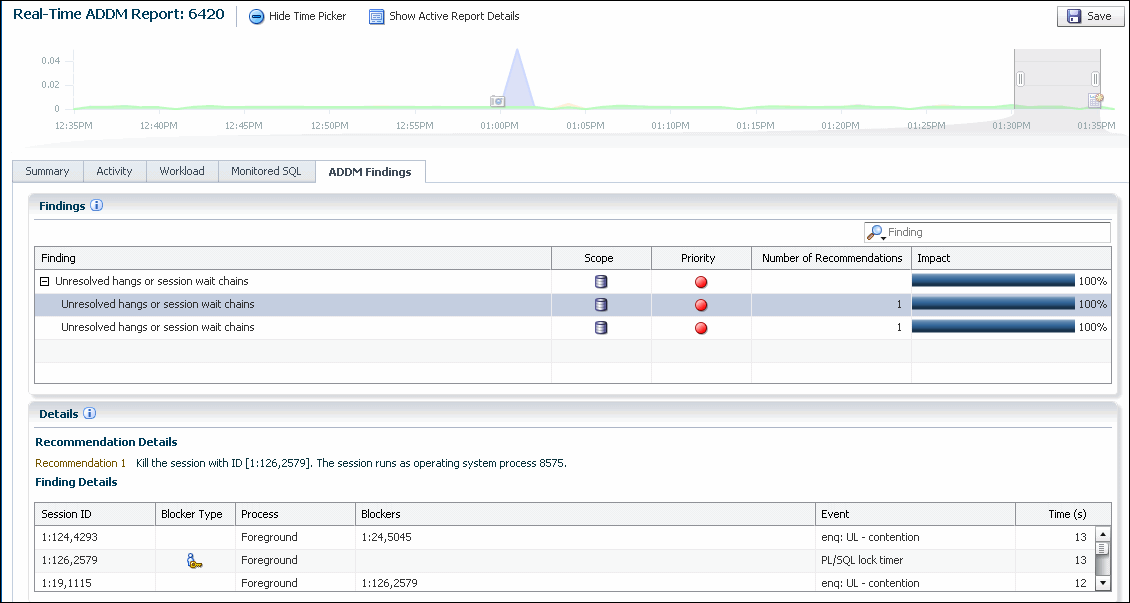 Real-Time ADDM Report: 6420 Hide Time Picker Show Active Report Details Save
0.04
0.02
0
12:35PM 12:40PM 12:45PM 12:50PM 12:55PM 01:00PM 01:05PM 01:10PM 01:15PM 01:20PM 01:25PM 01:30PM 01:35PM
Summary Activity Workload Monitored SQL ADDM Findings
Findings
Finding
Finding Scope Priority Number of Recommendations Impact
Unresolved hangs or session wait chains 100%
Unresolved hangs or session wait chains 1 100%
Unresolved hangs or session wait chains 1 100%
Details
Recommendation Details
Recommendation 1 Kill the session with ID [1:126,2579]. The session runs as operating system process 8575.
Finding Details
Session ID Blocker Type Process Blockers Event Time (s)
1:124,4293 Foreground 1:24,5045 enq: UL - contention 13
1:126,2579 Foreground PL/SQL lock timer 13
1:19,1115 Foreground 1:126,2579 enq: UL - contention 12